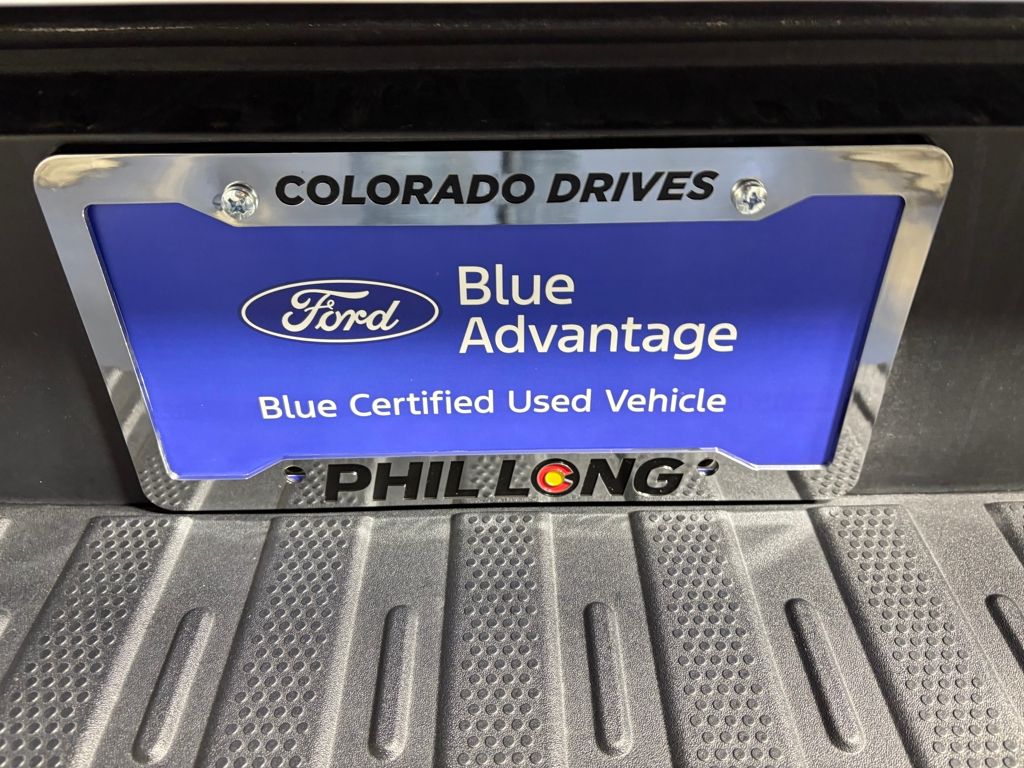 COLORADO DRIVES
Ford
Blue
Advantage
Blue Certified Used Vehicle
PHIL LONG